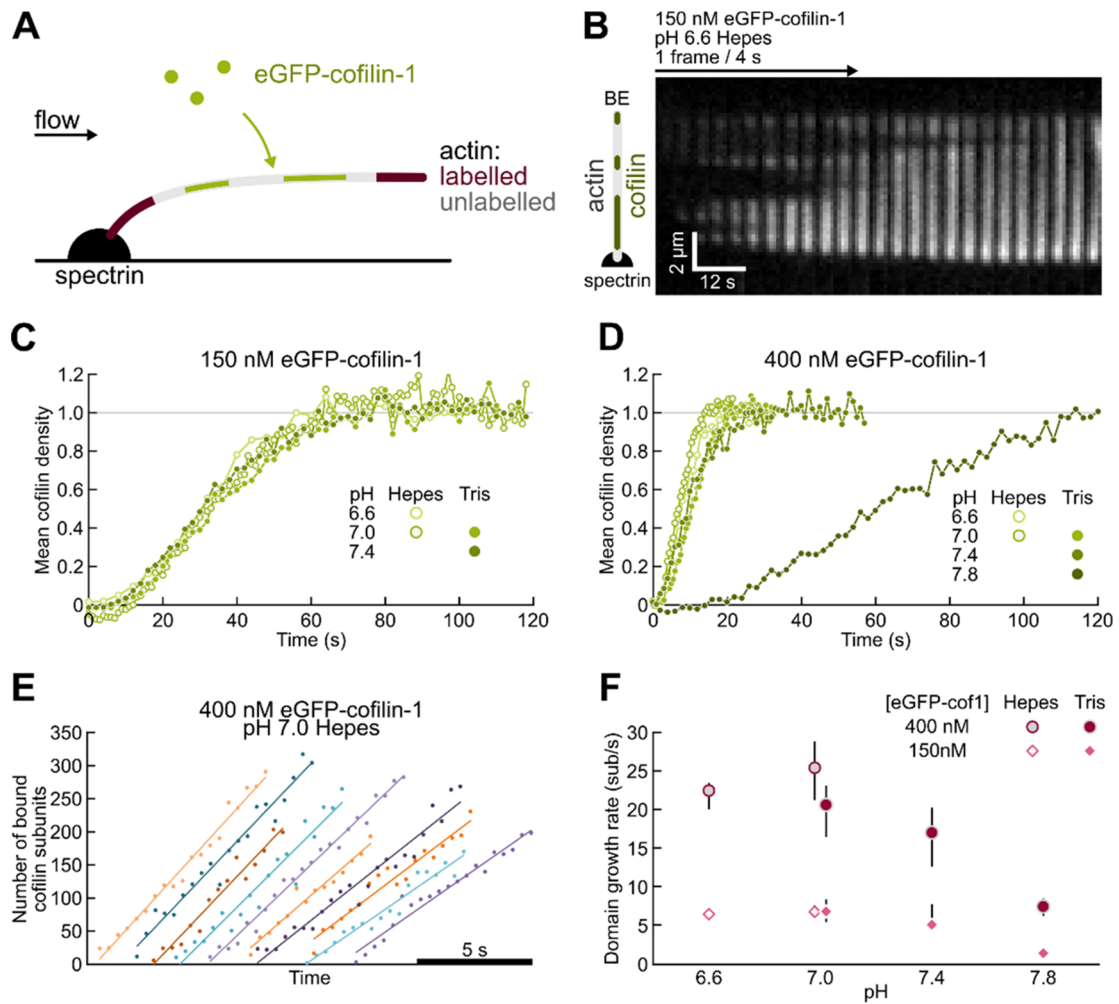 A
eGFP-cofilin-1
flow
actin:
labelled
unlabelled
spectrin
B
150 nM eGFP-cofilin-1
pH 6.6 Hepes
1 frame / 4 s
BE
actin
cofilin
spectrin
2 μm
12 s
C
150 nM eGFP-cofilin-1
Mean cofilin density
1.2
1.0
0.8
0.6
0.4
0.2
0
pH Hepes Tris
6.6
7.0
7.4
0 20 40 60 80 100 120
Time (s)
D
400 nM eGFP-cofilin-1
Mean cofilin density
1.2
1.0
0.8
0.6
0.4
0.2
0
pH Hepes Tris
6.6
7.0
7.4
7.8
0 20 40 60 80 100 120
Time (s)
E
400 nM eGFP-cofilin-1
pH 7.0 Hepes
Number of bound
cofilin subunits
350
300
250
200
150
100
50
0
5 s
Time
F
[eGFP-cof1] Hepes Tris
400 nM
150nM
Domain growth rate (sub/s)
30
25
20
15
10
5
0
6.6 7.0 7.4 7.8
pH